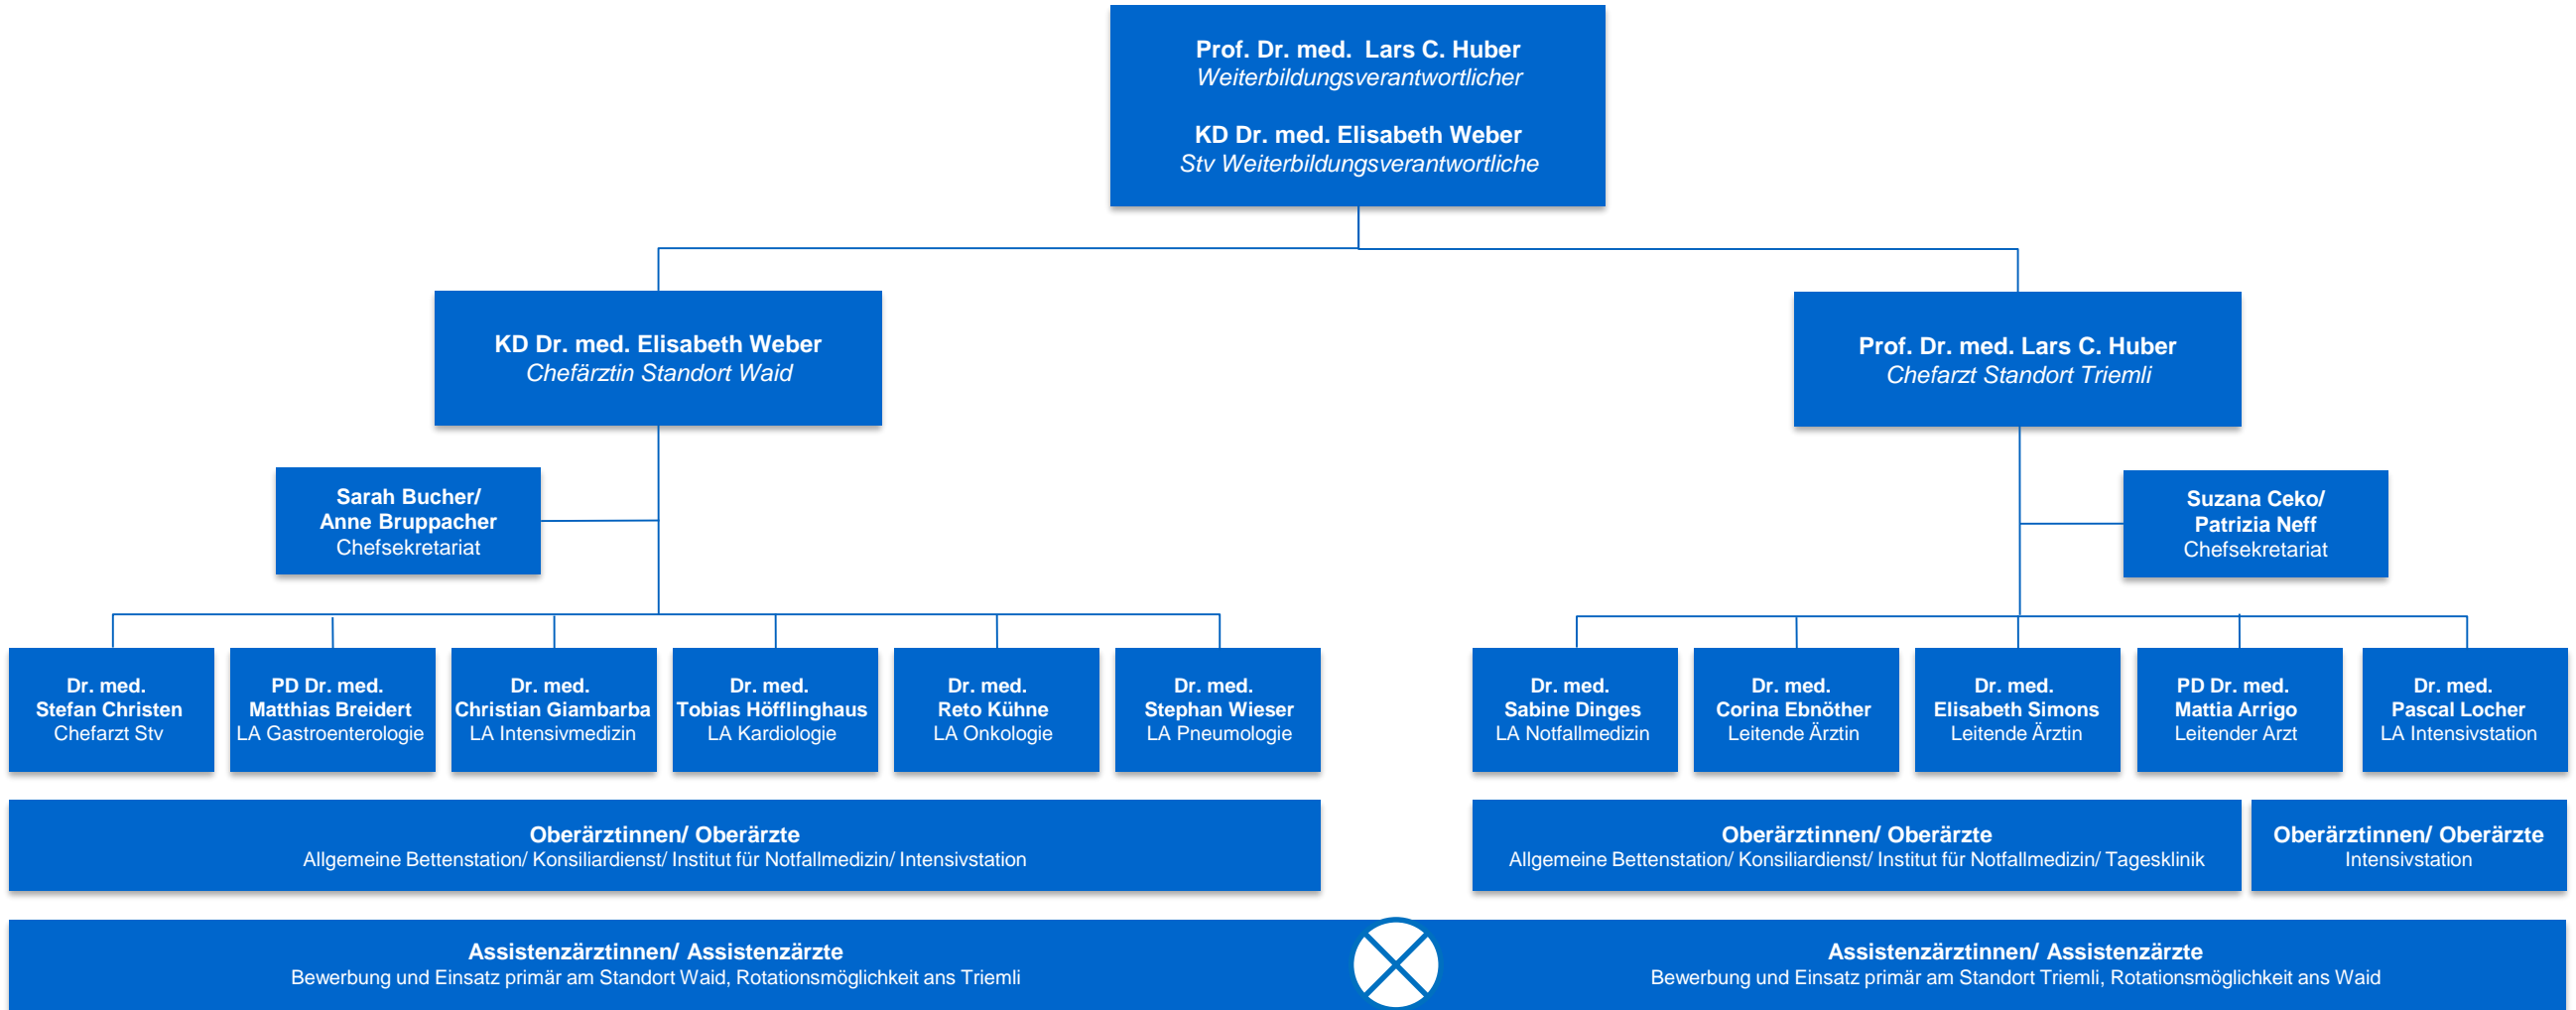 Prof. Dr. med. Lars C. Huber
Weiterbildungsverantwortlicher
KD Dr. med. Elisabeth Weber
Stv Weiterbildungsverantwortliche
KD Dr. med. Elisabeth Weber
Chefärztin Standort Waid
Prof. Dr. med. Lars C. Huber
Chefarzt Standort Triemli
Sarah Bucher/
Anne Bruppacher
Chefsekretariat
Suzana Ceko/
Patrizia Neff
Chefsekretariat
Dr. med.
Stefan Christen
Chefarzt Stv
PD Dr. med.
Matthias Breidert
LA Gastroenterologie
Dr. med.
Christian Giambarba
LA Intensivmedizin
Dr. med.
Tobias Höfflinghaus
LA Kardiologie
Dr. med.
Reto Kühne
LA Onkologie
Dr. med.
Stephan Wieser
LA Pneumologie
Dr. med.
Sabine Dinges
LA Notfallmedizin
Dr. med.
Corina Ebnöther
Leitende Ärztin
Dr. med.
Elisabeth Simons
Leitende Ärztin
PD Dr. med.
Mattia Arrigo
Leitender Arzt
Dr. med.
Pascal Locher
LA Intensivstation
Oberärztinnen/ Oberärzte
Allgemeine Bettenstation/ Konsiliardienst/ Institut für Notfallmedizin/ Intensivstation
Oberärztinnen/ Oberärzte
Allgemeine Bettenstation/ Konsiliardienst/ Institut für Notfallmedizin/ Tagesklinik
Oberärztinnen/ Oberärzte
Intensivstation
Assistenzärztinnen/ Assistenzärzte
Bewerbung und Einsatz primär am Standort Waid, Rotationsmöglichkeit ans Triemli
Assistenzärztinnen/ Assistenzärzte
Bewerbung und Einsatz primär am Standort Triemli, Rotationsmöglichkeit ans Waid